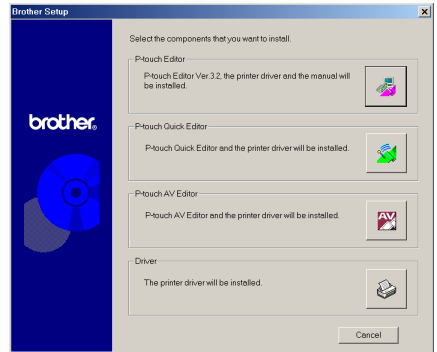 Brother Setup
Select the components that you want to install.
P-touch Editor
P-touch Editor Ver.3.2, the printer driver and the manual will
be installed.
brother®
P-touch Quick Editor
P-touch Quick Editor and the printer driver will be installed.
P-touch AV Editor
P-touch AV Editor and the printer driver will be installed.
AV
Driver
The printer driver will be installed.
Cancel